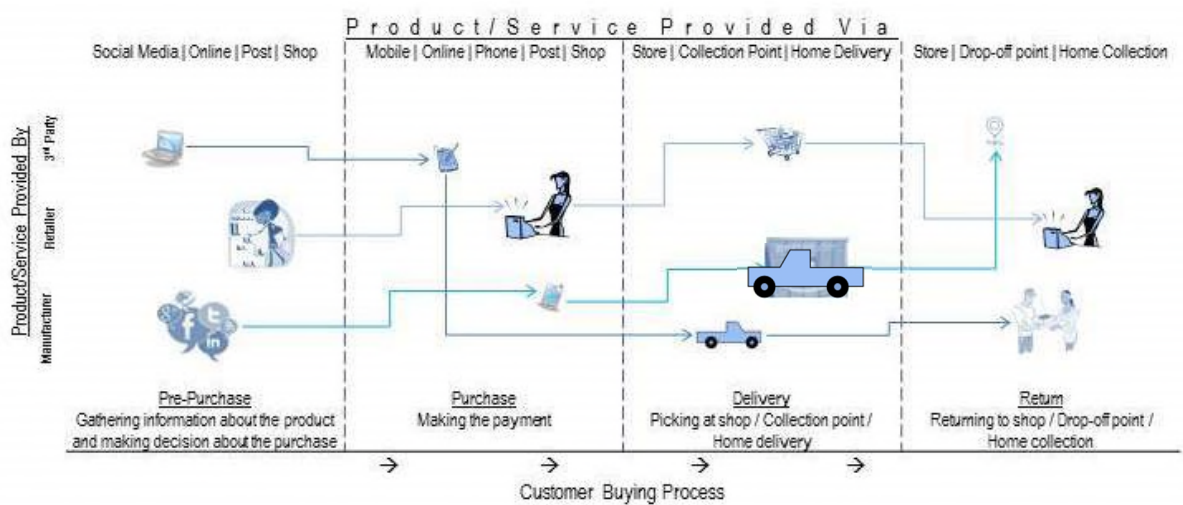 Product/Service Provided Via
Social Media | Online | Post | Shop
Mobile | Online | Phone | Post | Shop
Store | Collection Point | Home Delivery
Store | Drop-off point | Home Collection
Product/Service Provided By
3rd Party
Retailer
Manufacturer
Pre-Purchase
Gathering information about the product
and making decision about the purchase
Purchase
Making the payment
Delivery
Picking at shop / Collection point /
Home delivery
Return
Returning to shop / Drop-off point /
Home collection
Customer Buying Process